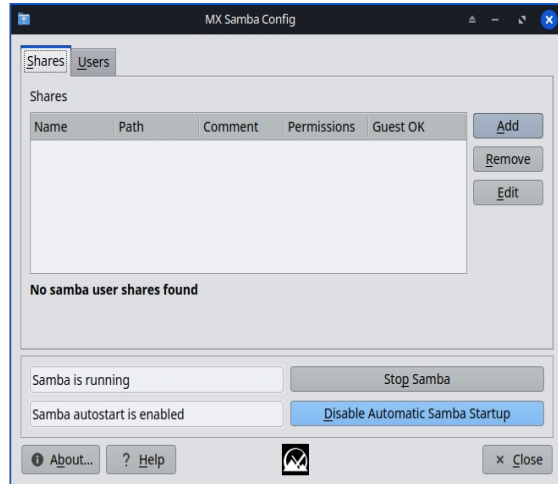 MX Samba Config
Shares Users
Shares
Name Path Comment Permissions Guest OK
Add
Remove
Edit
No samba user shares found
Samba is running Stop Samba
Samba autostart is enabled Disable Automatic Samba Startup
About... ? Help × Close